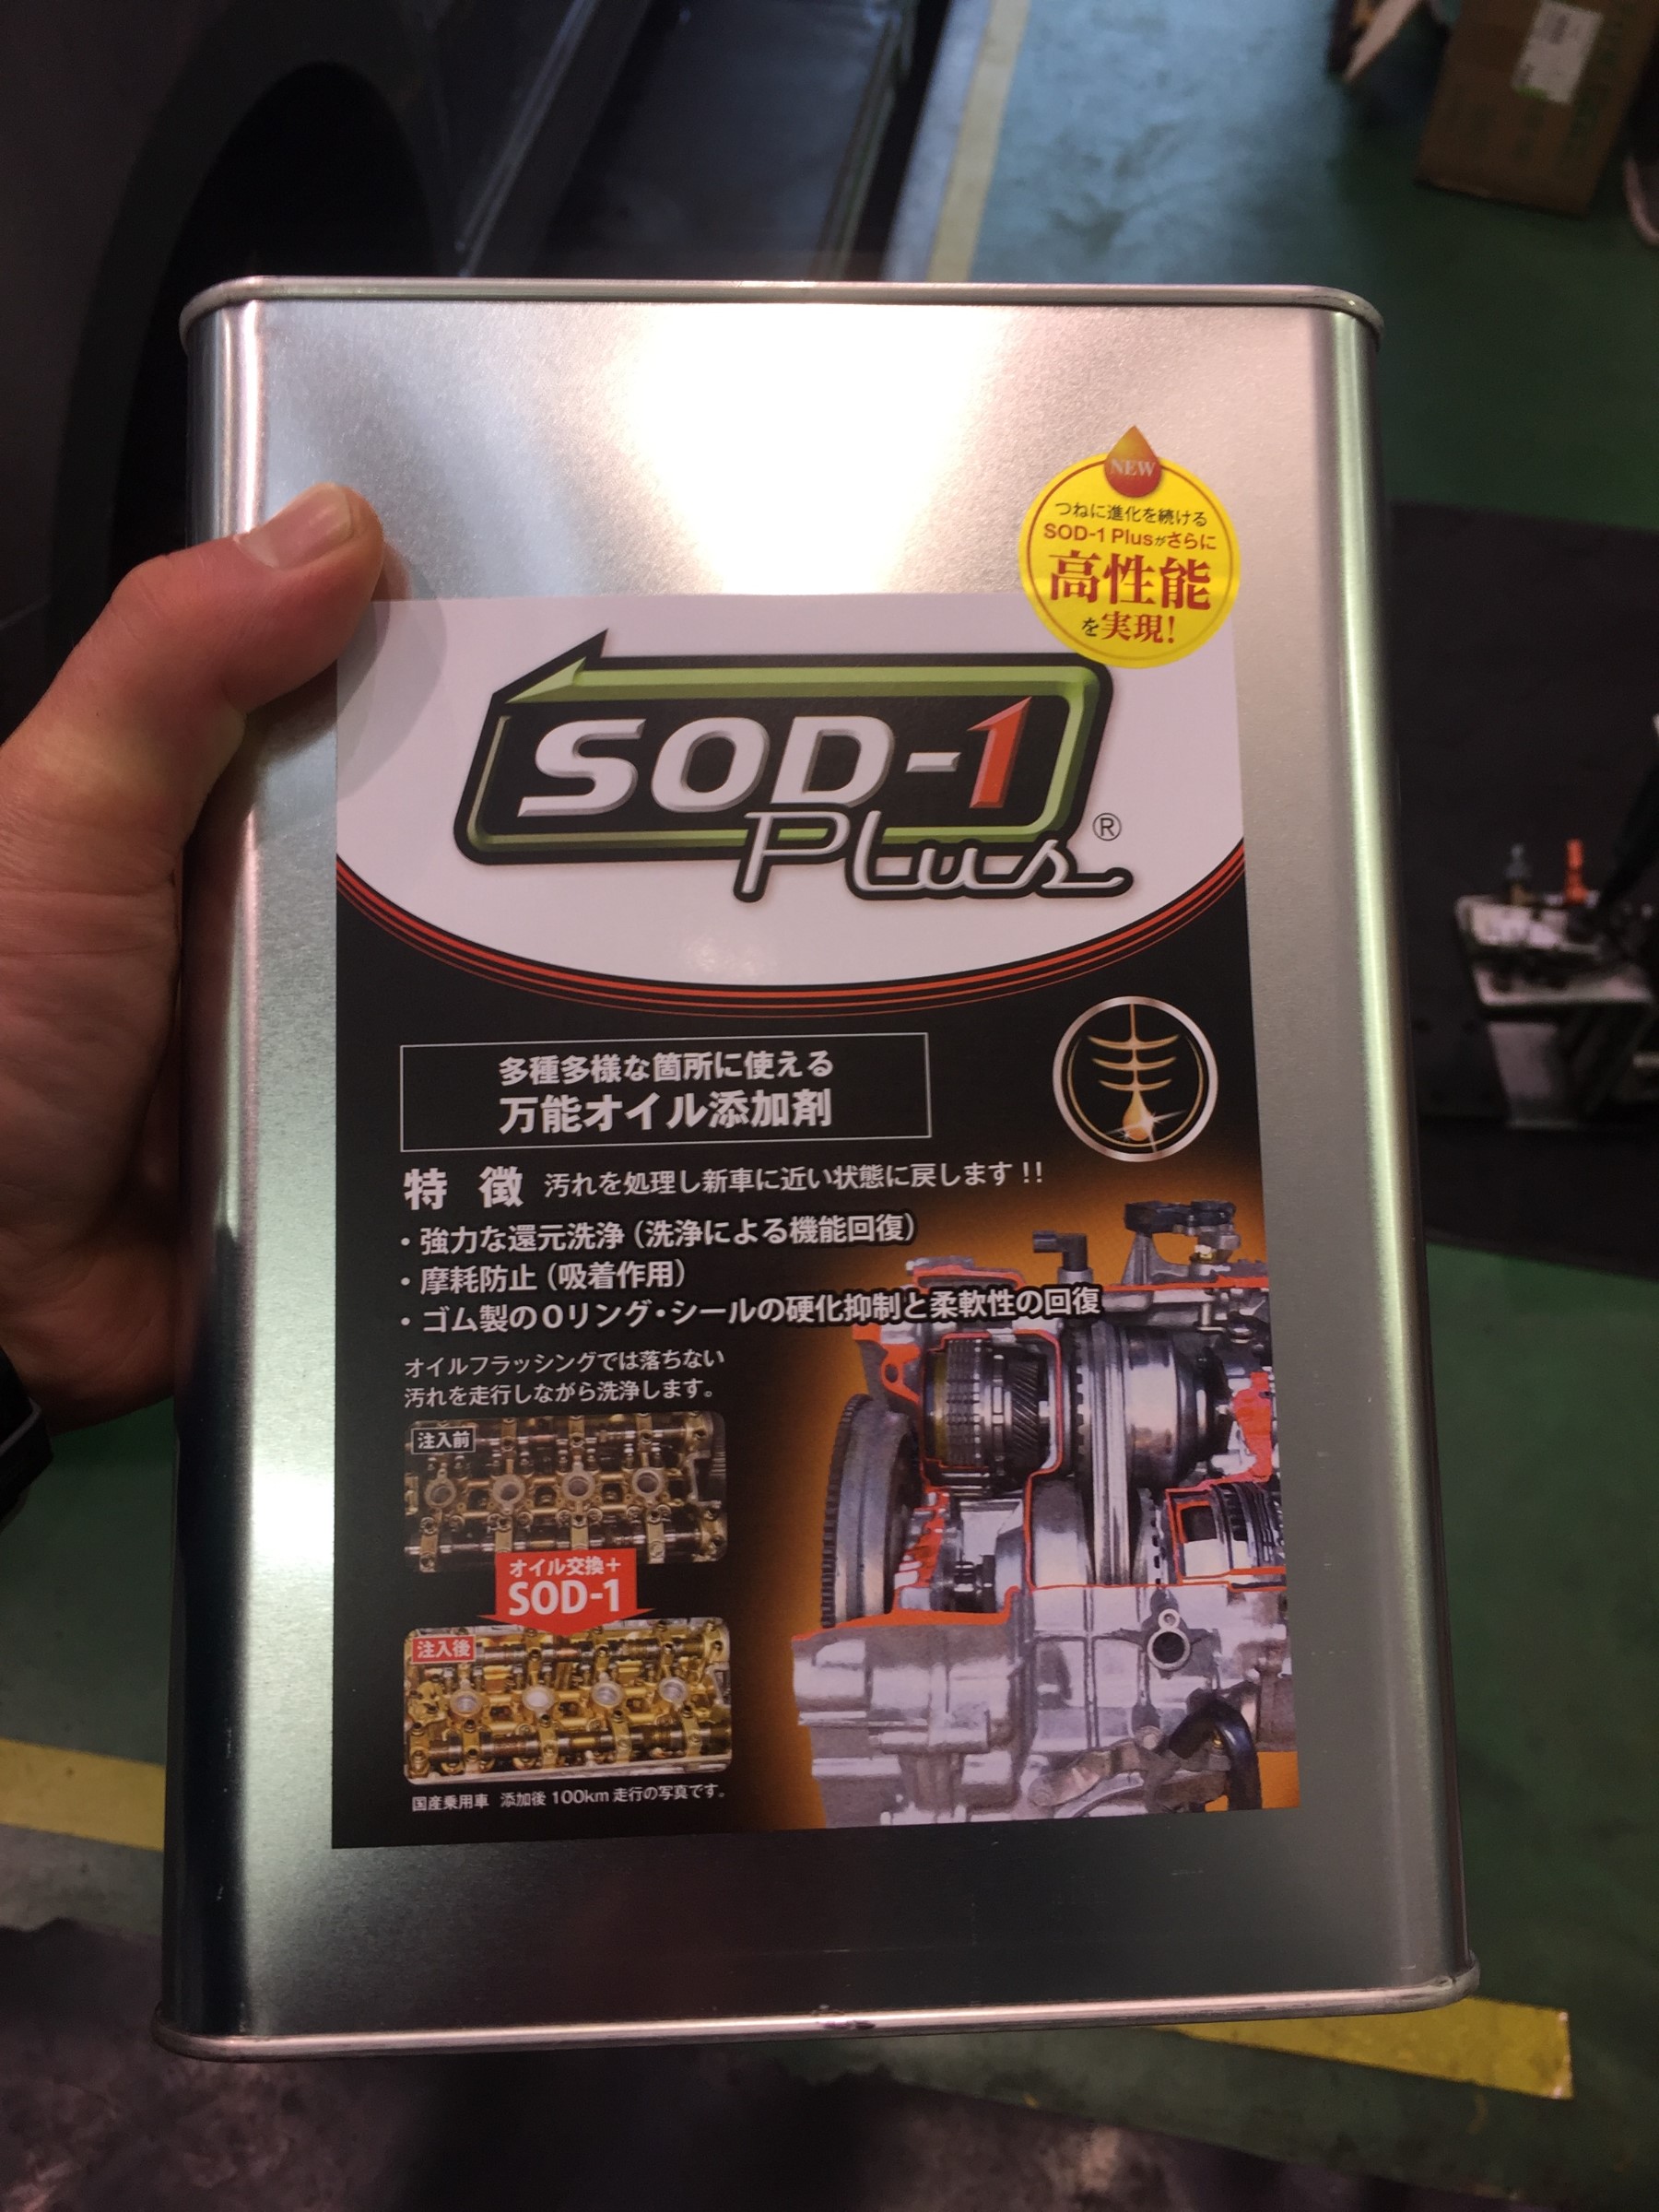 NEW
つねに進化を続ける
SOD-1 Plusがさらに
高性能
を実現!
SOD-1
Plus®
多種多様な箇所に使える
万能オイル添加剤
特 徴 汚れを処理し新車に近い状態に戻します!!
・強力な還元洗浄(洗浄による機能回復)
・摩耗防止(吸着作用)
・ゴム製のOリング・シールの硬化抑制と柔軟性の回復
オイルフラッシングでは落ちない
汚れを走行しながら洗浄します。
注入前
オイル交換+
SOD-1
注入後
国産乗用車 添加後100km走行の写真です。